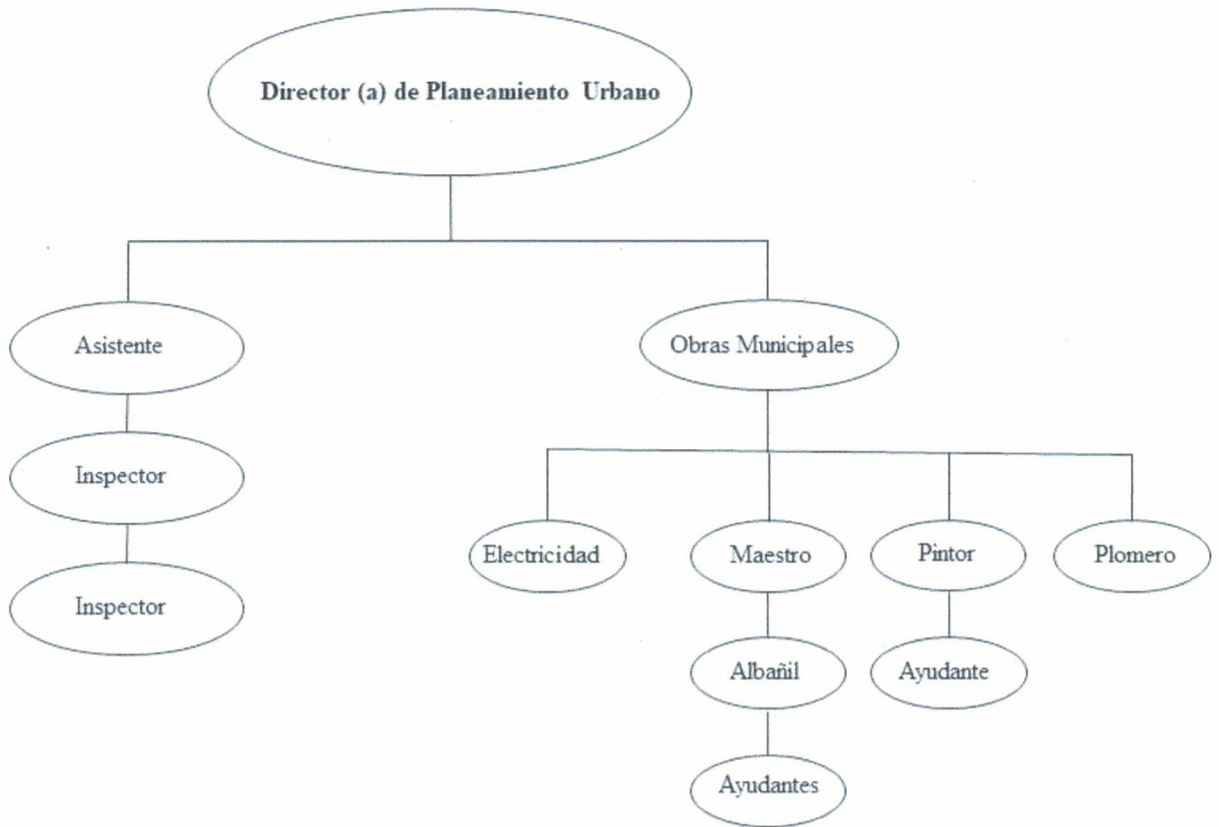 Director (a) de Planeamiento Urbano
Asistente
Obras Municipales
Inspector
Inspector
Electricidad
Maestro
Pintor
Plomero
Albañil
Ayudante
Ayudantes